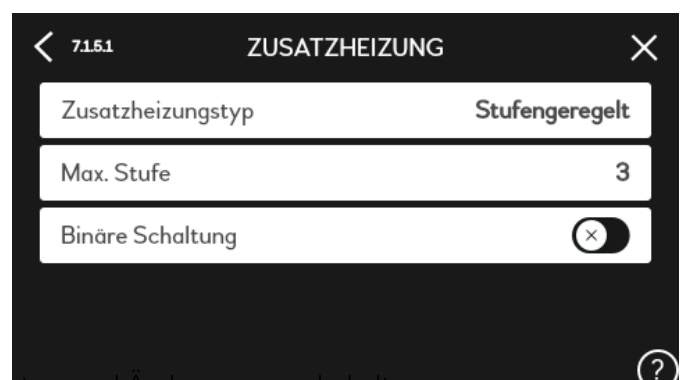 7.1.5.1 ZUSATZHEIZUNG
Zusatzheizungstyp Stufengeregelt
Max. Stufe 3
Binäre Schaltung
?